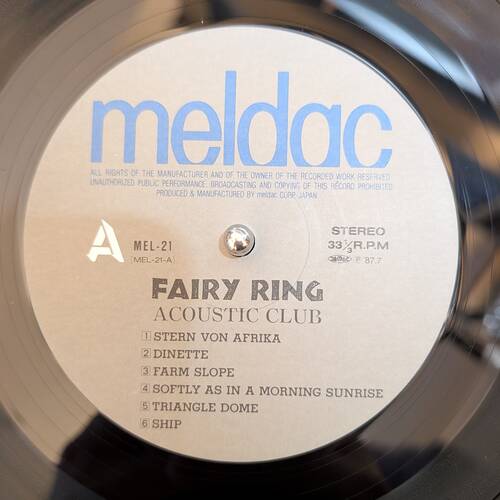 meldac
ALL RIGHTS OF THE MANUFACTURER AND OF THE OWNER OF THE RECORDED WORK RESERVED
UNAUTHORIZED PUBLIC PERFORMANCE, BROADCASTING AND COPYING OF THIS RECORD PROHIBITED
PRODUCED & MANUFACTURED BY meldac CORP. JAPAN
A
MEL-21
(MEL-21-A)
STEREO
33 1/3 R.P.M
℗ 87.7
FAIRY RING
ACOUSTIC CLUB
1 STERN VON AFRIKA
2 DINETTE
3 FARM SLOPE
4 SOFTLY AS IN A MORNING SUNRISE
5 TRIANGLE DOME
6 SHIP